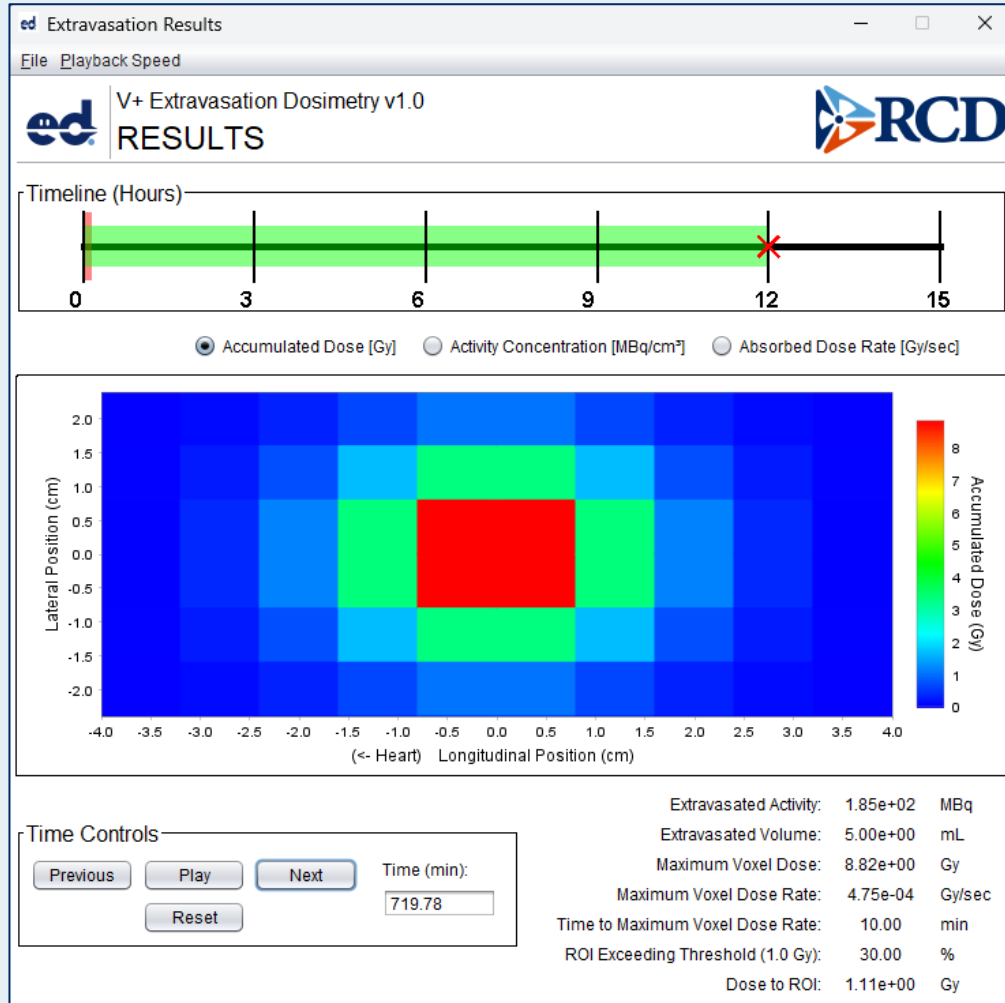 ed Extravasation Results
File Playback Speed
ed. V+ Extravasation Dosimetry v1.0
RESULTS
RCD
Timeline (Hours)
0 3 6 9 12 15
Accumulated Dose [Gy] Activity Concentration [MBq/cm³] Absorbed Dose Rate [Gy/sec]
Lateral Position (cm)
2.0
1.5
1.0
0.5
0.0
-0.5
-1.0
-1.5
-2.0
-4.0 -3.5 -3.0 -2.5 -2.0 -1.5 -1.0 -0.5 0.0 0.5 1.0 1.5 2.0 2.5 3.0 3.5 4.0
(<- Heart) Longitudinal Position (cm)
8
7
6
5
4
3
2
1
0
Accumulated Dose (Gy)
Time Controls
Previous Play Next
Reset
Time (min):
719.78
Extravasated Activity: 1.85e+02 MBq
Extravasated Volume: 5.00e+00 mL
Maximum Voxel Dose: 8.82e+00 Gy
Maximum Voxel Dose Rate: 4.75e-04 Gy/sec
Time to Maximum Voxel Dose Rate: 10.00 min
ROI Exceeding Threshold (1.0 Gy): 30.00 %
Dose to ROI: 1.11e+00 Gy